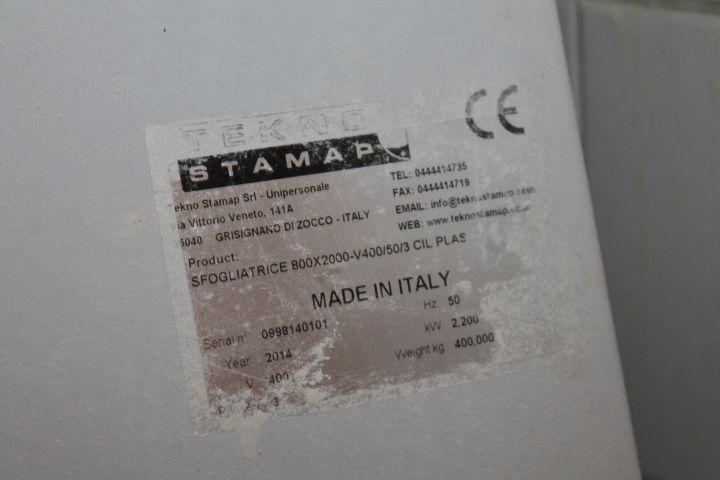 TEKNO
STAMAP
CE
Tekno Stamap Srl - Unipersonale
Via Vittorio Veneto, 141A
6040 GRISIGNANO DI ZOCCO - ITALY
TEL: 0444414735
FAX: 0444414719
EMAIL: info@teknostamap.com
WEB: www.teknostamap.com
Product:
SFOGLIATRICE 800X2000-V400/50/3 CIL PLAS
MADE IN ITALY
Serial n° 0998140101
Year 2014
V 400
3
Hz 50
kW 2,200
Weight kg 400,000